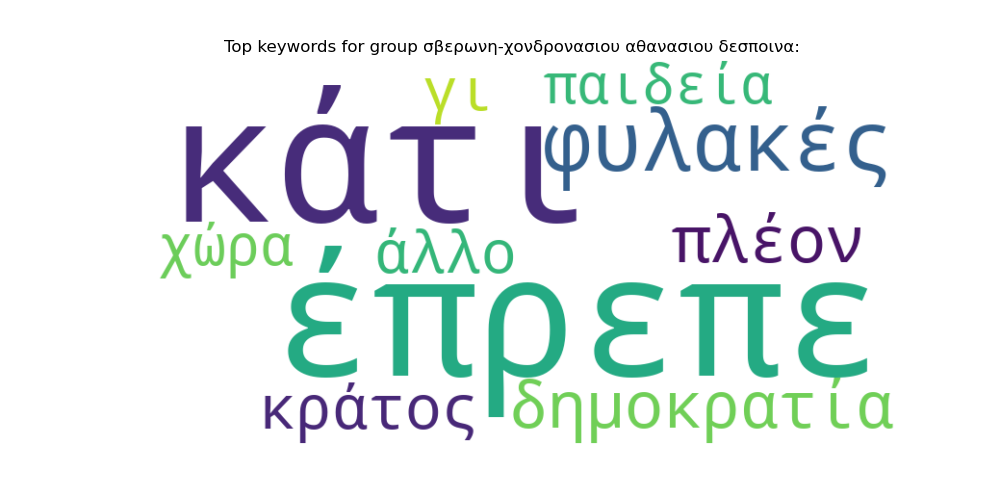 Top keywords for group σβερωνη-χονδρονασιου αθανασιου δεσποινα:
γι παιδεία
κάτι φυλακές
χώρα άλλο πλέον
έπρεπε
κράτος δημοκρατία